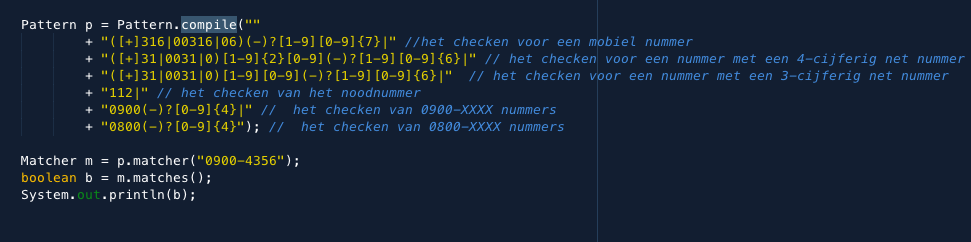 Pattern p = Pattern.compile(""
+ "([+]316|00316|06)(-)?[1-9][0-9]{7}|" //het checken voor een mobiel nummer
+ "([+]31|0031|0)[1-9]{2}[0-9](-)?[1-9][0-9]{6}|" // het checken voor een nummer met een 4-cijferig net nummer
+ "([+]31|0031|0)[1-9][0-9](-)?[1-9][0-9]{6}|"  // het checken voor een nummer met een 3-cijferig net nummer
+ "112|" // het checken van het noodnummer
+ "0900(-)?[0-9]{4}|" //  het checken van 0900-XXXX nummers
+ "0800(-)?[0-9]{4}"); //  het checken van 0800-XXXX nummers
Matcher m = p.matcher("0900-4356");
boolean b = m.matches();
System.out.println(b);